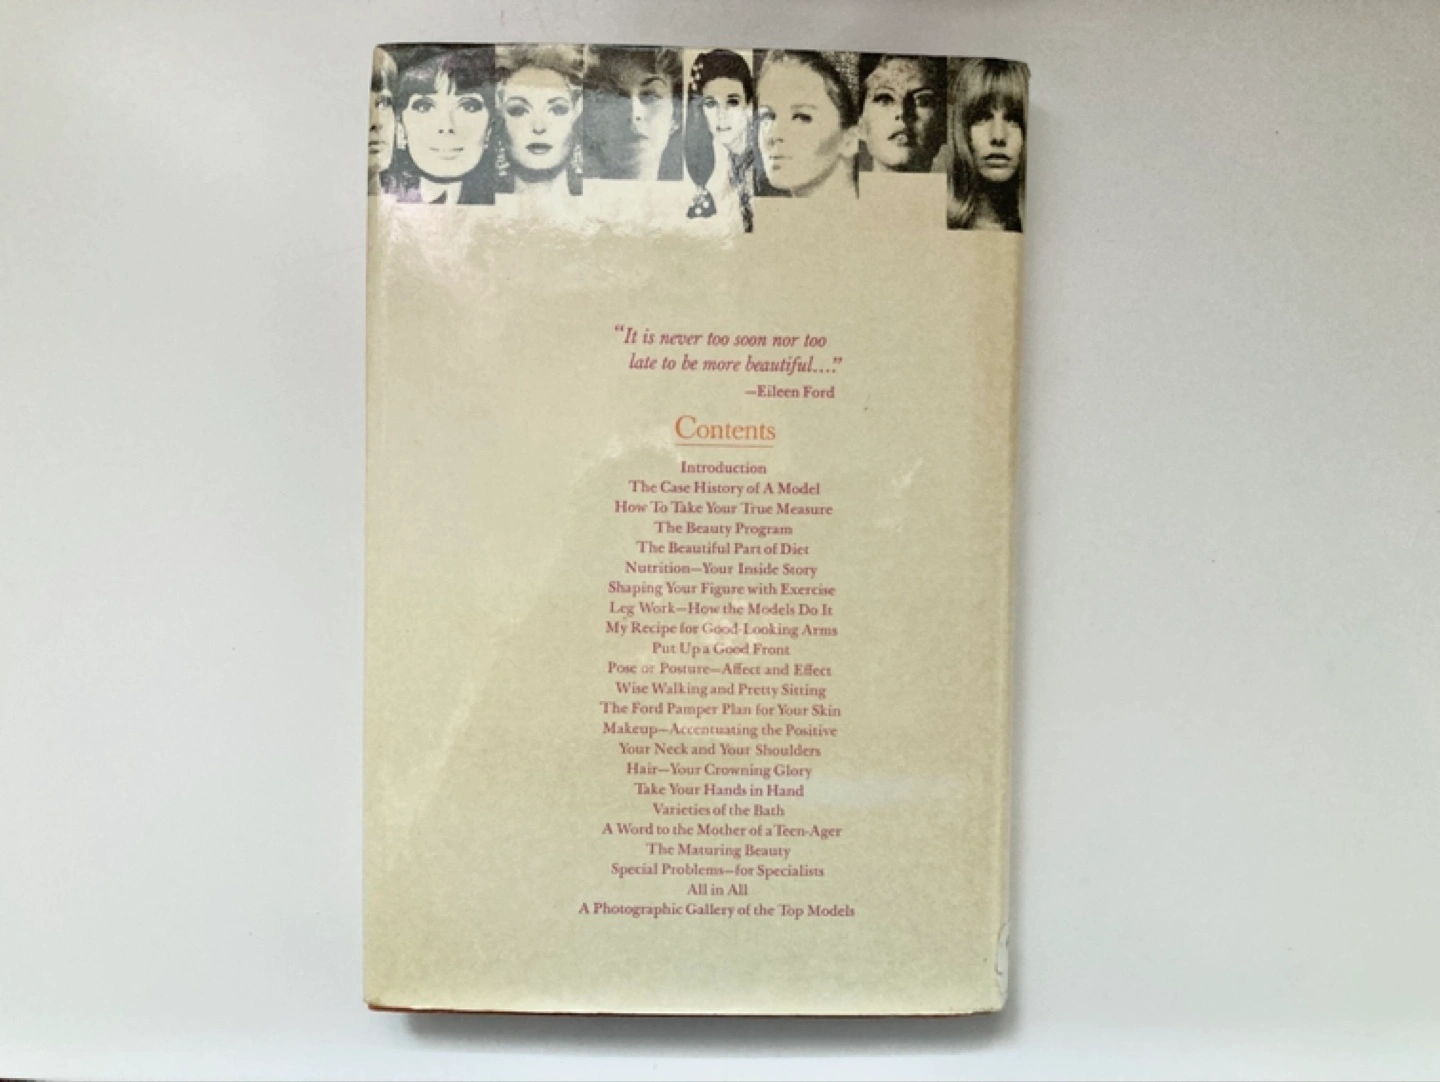 “It is never too soon nor too
late to be more beautiful....”
—Eileen Ford
Contents
Introduction
The Case History of A Model
How To Take Your True Measure
The Beauty Program
The Beautiful Part of Diet
Nutrition—Your Inside Story
Shaping Your Figure with Exercise
Leg Work—How the Models Do It
My Recipe for Good-Looking Arms
Put Up a Good Front
Pose or Posture—Affect and Effect
Wise Walking and Pretty Sitting
The Ford Pamper Plan for Your Skin
Makeup—Accentuating the Positive
Your Neck and Your Shoulders
Hair—Your Crowning Glory
Take Your Hands in Hand
Varieties of the Bath
A Word to the Mother of a Teen-Ager
The Maturing Beauty
Special Problems—for Specialists
All in All
A Photographic Gallery of the Top Models